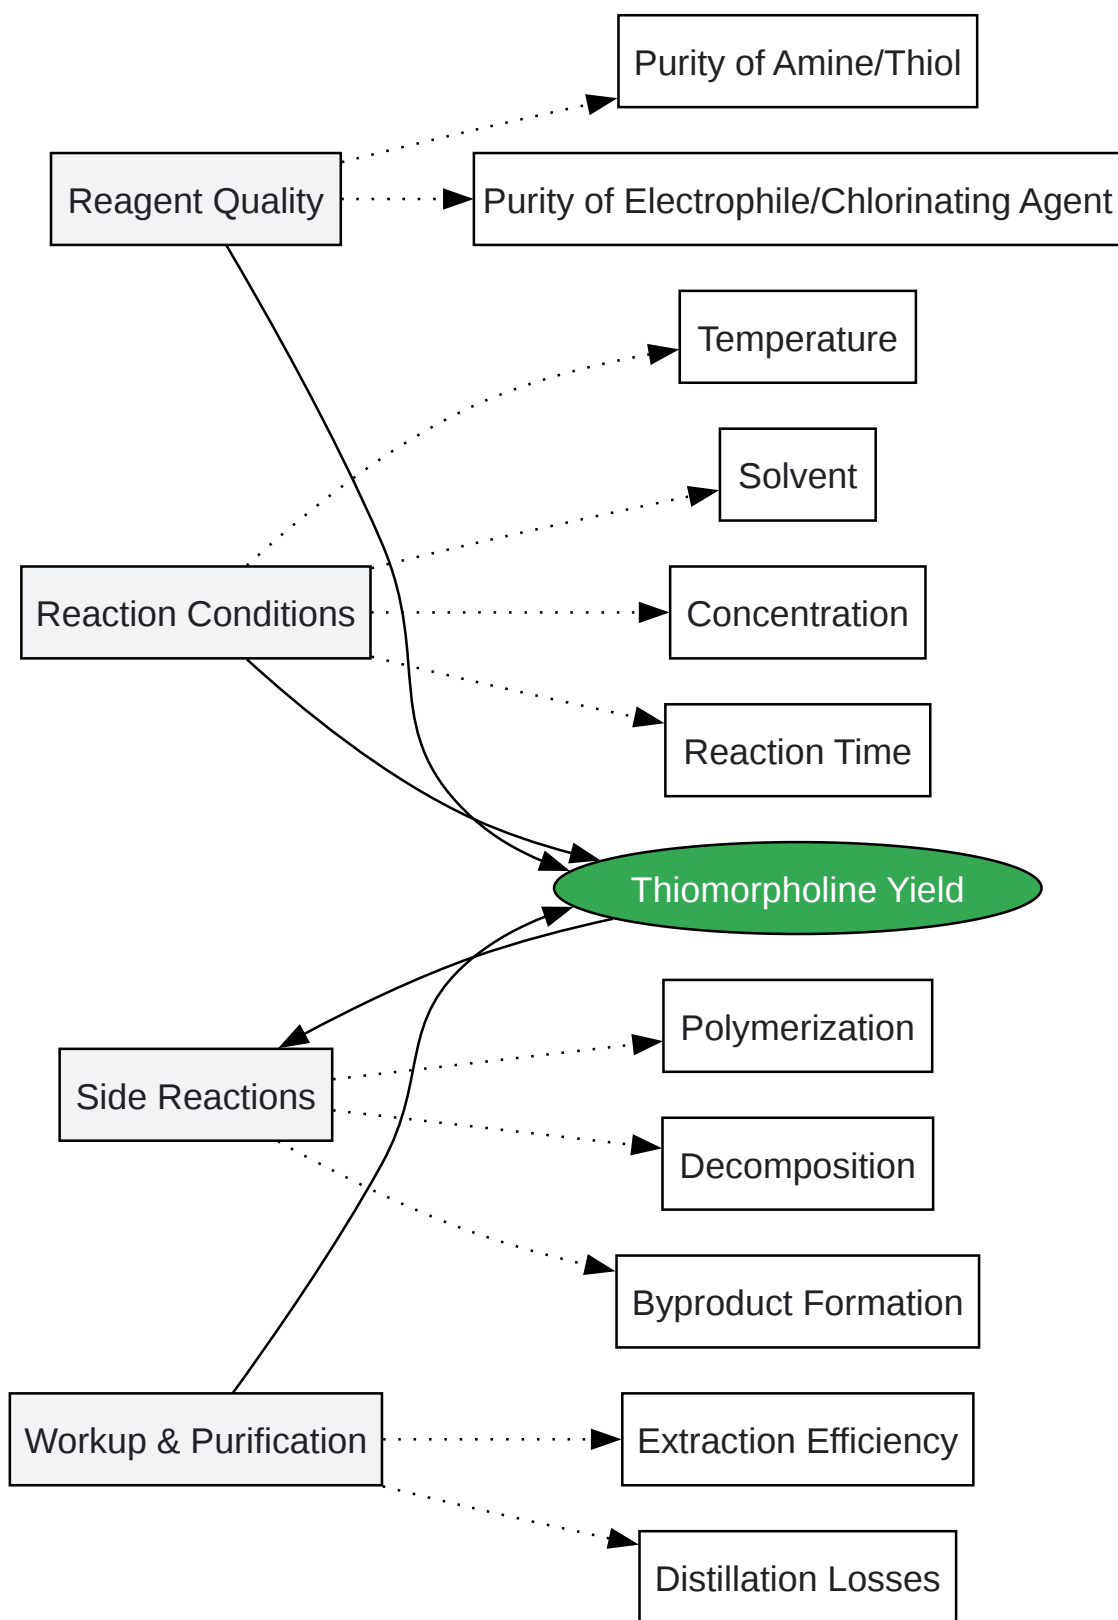 Purity of Amine/Thiol
Reagent Quality
Purity of Electrophile/Chlorinating Agent
Temperature
Solvent
Reaction Conditions
Concentration
Reaction Time
Thiomorpholine Yield
Polymerization
Side Reactions
Decomposition
Byproduct Formation
Workup & Purification
Extraction Efficiency
Distillation Losses